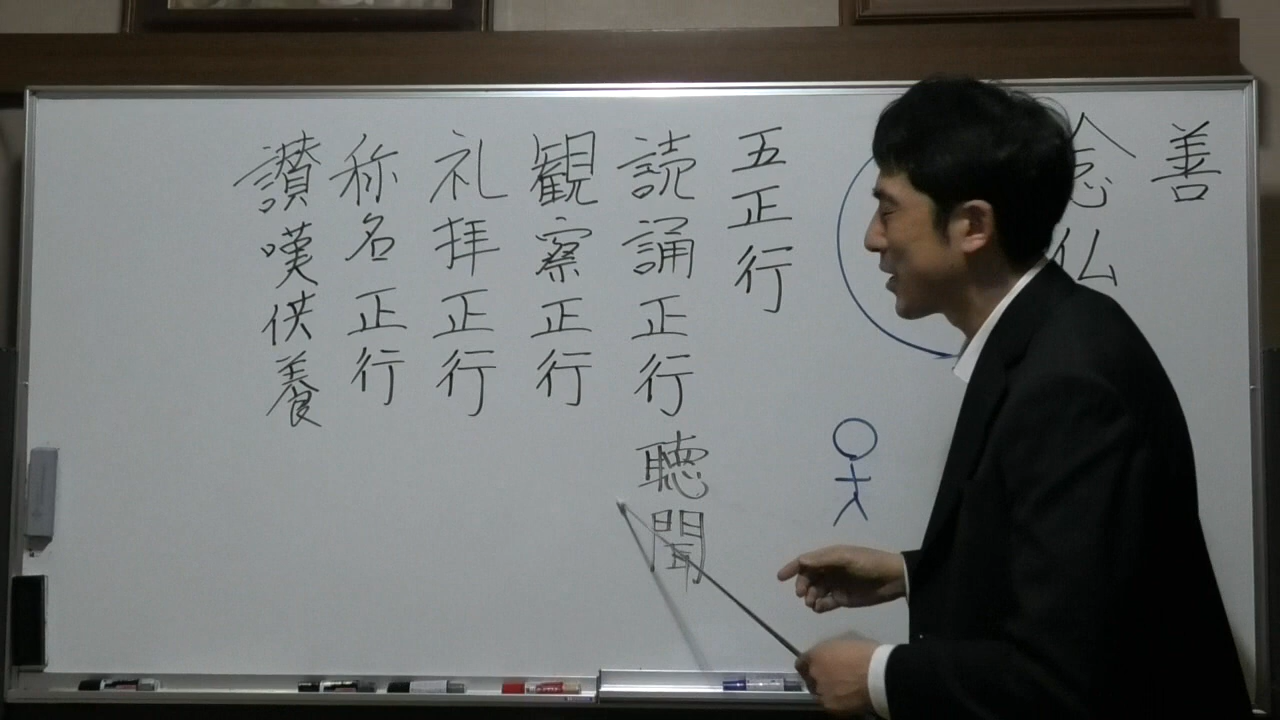 善
念仏
五正行
読誦正行 聴聞
観察正行
礼拝正行
称名正行
讃嘆供養